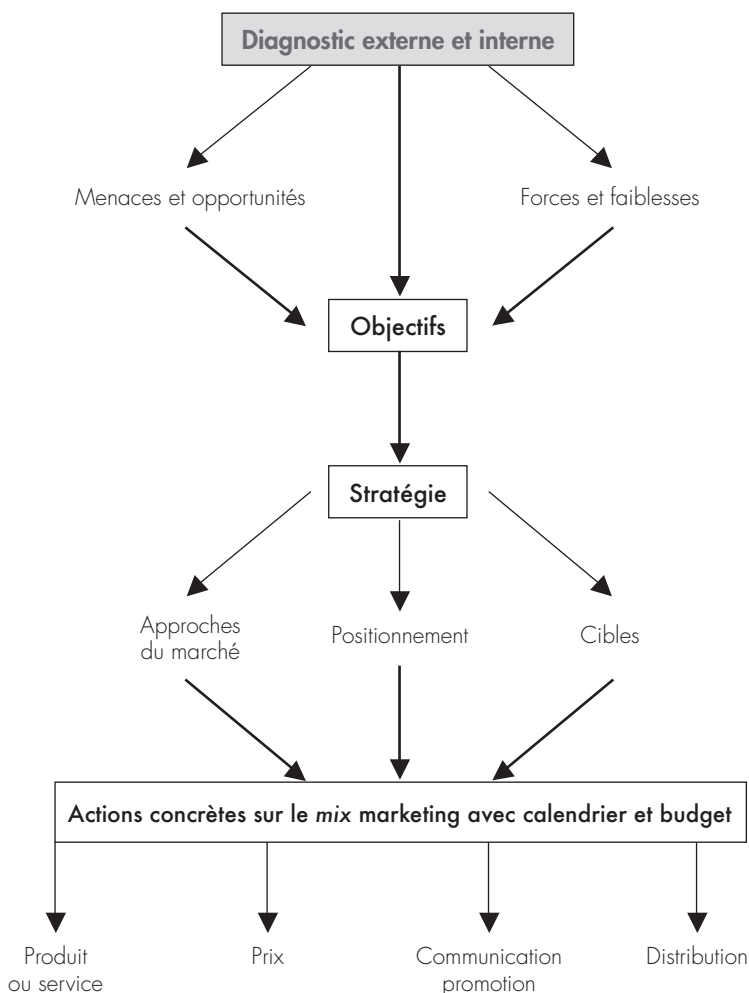 Diagnostic externe et interne
Menaces et opportunités
Forces et faiblesses
Objectifs
Stratégie
Approches
du marché
Positionnement
Cibles
Actions concrètes sur le mix marketing avec calendrier et budget
Produit
ou service
Prix
Communication
promotion
Distribution